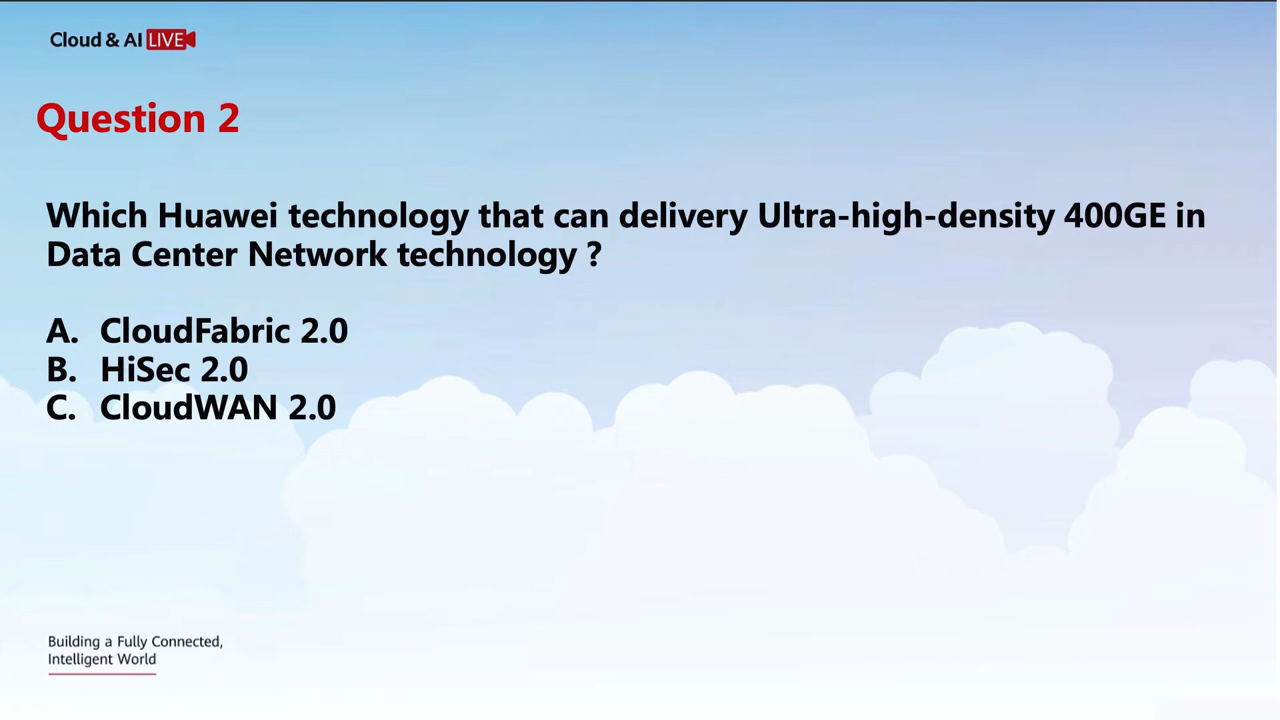 Cloud & AI LIVE
Question 2
Which Huawei technology that can delivery Ultra-high-density 400GE in
Data Center Network technology ?
A. CloudFabric 2.0
B. HiSec 2.0
C. CloudWAN 2.0
Building a Fully Connected,
Intelligent World